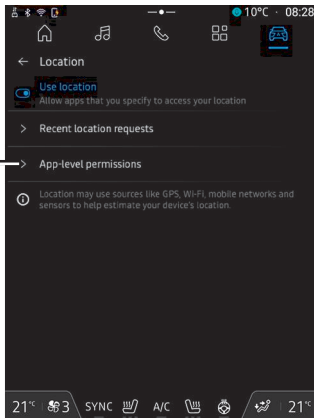 10°C · 08:28
Location
Use location
Allow apps that you specify to access your location
Recent location requests
App-level permissions
Location may use sources like GPS, Wi-Fi, mobile networks and
sensors to help estimate your device's location.
21°C 3 SYNC A/C 21°C